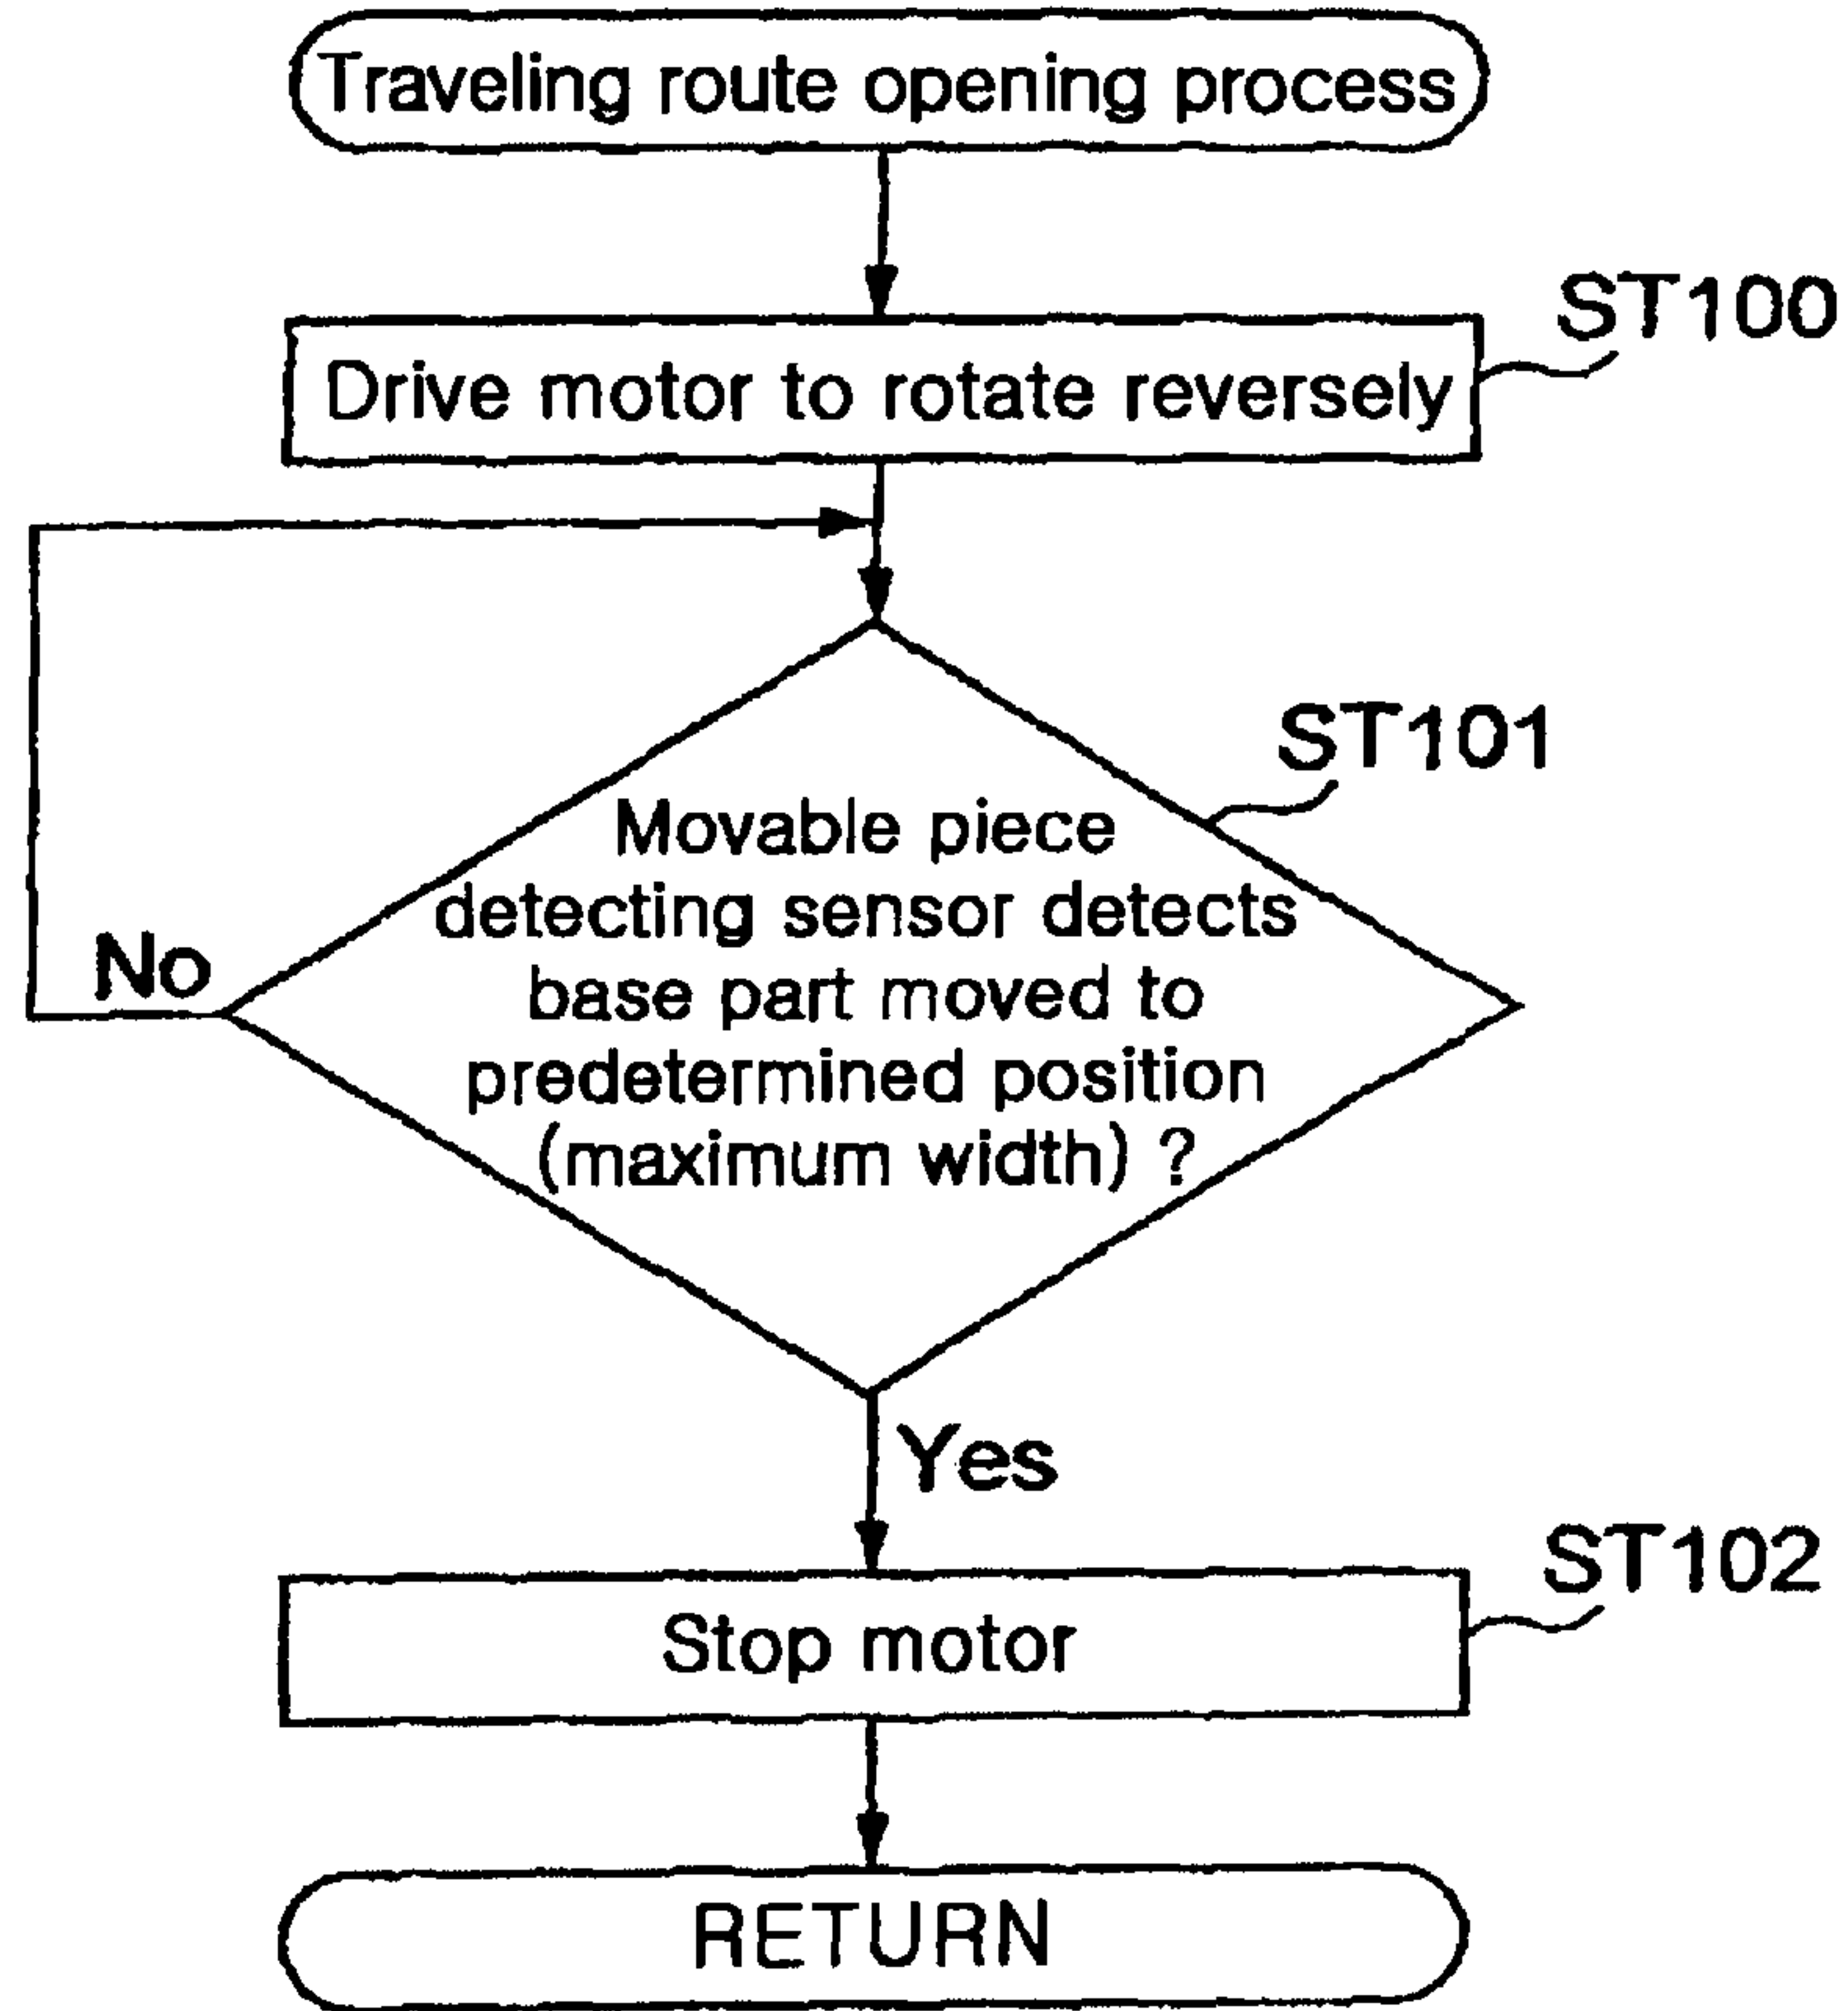 Traveling route opening process
ST100
Drive motor to rotate reversely
ST101
Movable piece
detecting sensor detects
base part moved to
predetermined position
(maximum width) ?
No
Yes
ST102
Stop motor
RETURN